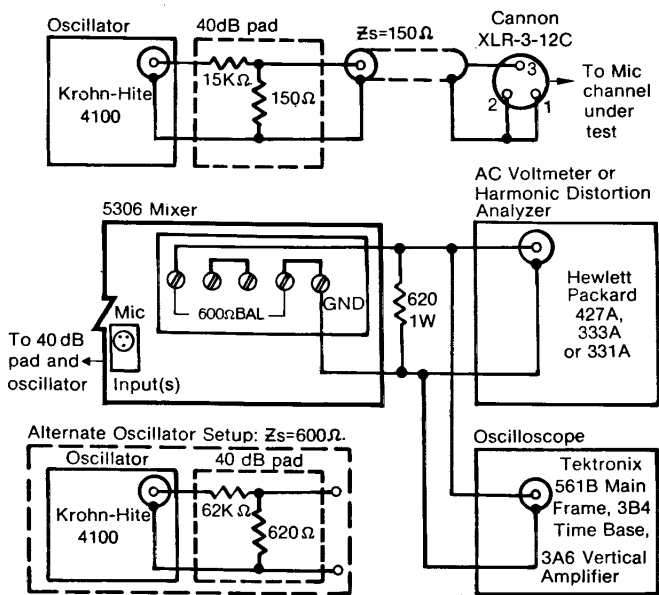 Oscillator
Krohn-Hite
4100
40dB pad
15KΩ
150Ω
Zs=150Ω
Cannon
XLR-3-12C
3
2
1
To Mic
channel
under
test
5306 Mixer
600ΩBAL
GND
Mic
Input(s)
To 40 dB
pad and
oscillator
620
1W
AC Voltmeter or
Harmonic Distortion
Analyzer
Hewlett
Packard
427A,
333A
or 331A
Alternate Oscillator Setup: Zs=600Ω.
Oscillator
Krohn-Hite
4100
40 dB pad
62K Ω
620Ω
Oscilloscope
Tektronix
561B Main
Frame, 3B4
Time Base,
3A6 Vertical
Amplifier